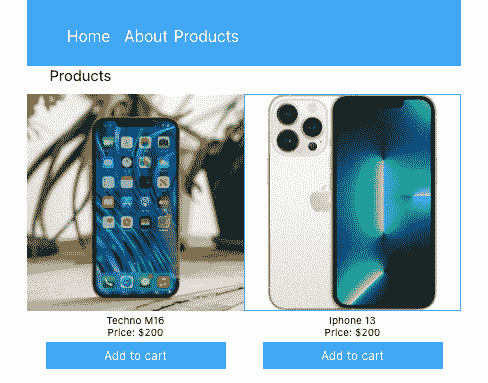 Home About Products
Products
Techno M16
Price: $200
Add to cart
Iphone 13
Price: $200
Add to cart